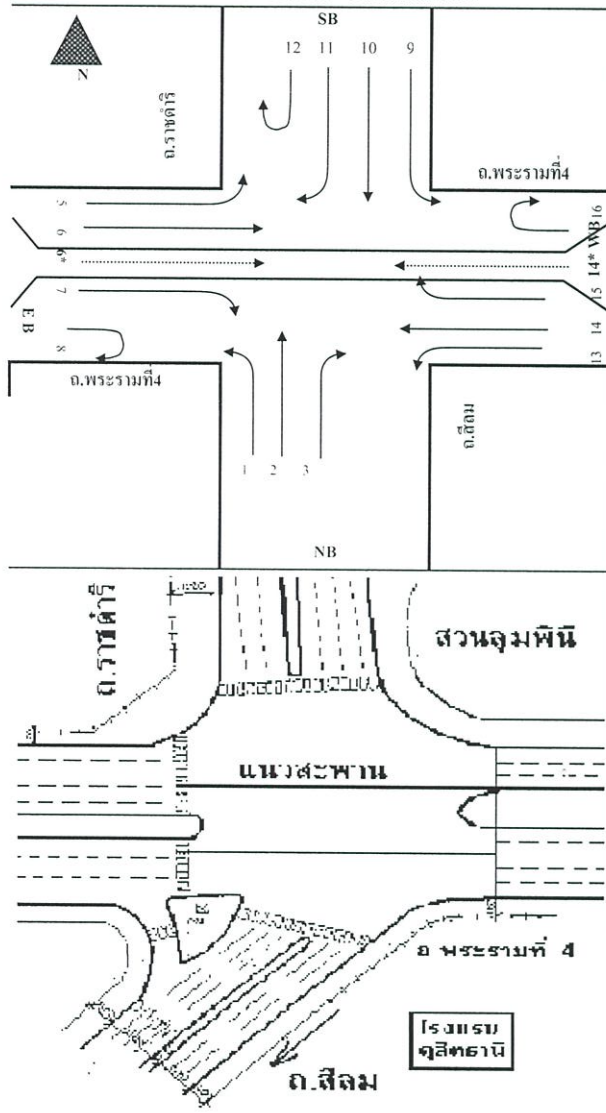 SB
12 11 10 9
N
ถ.ราชดำริ
ถ.พระรามที่4
5
6
6*
7
8
EB
16
14* WB
15
14
13
ถ.พระรามที่4
ถ.สีลม
1 2 3
NB
ถ.ราชดำริ
สวนลุมพินี
แนวสะพาน
ถ พระรามที่ 4
โรงแรม
ดุสิตธานี
ถ.สีลม